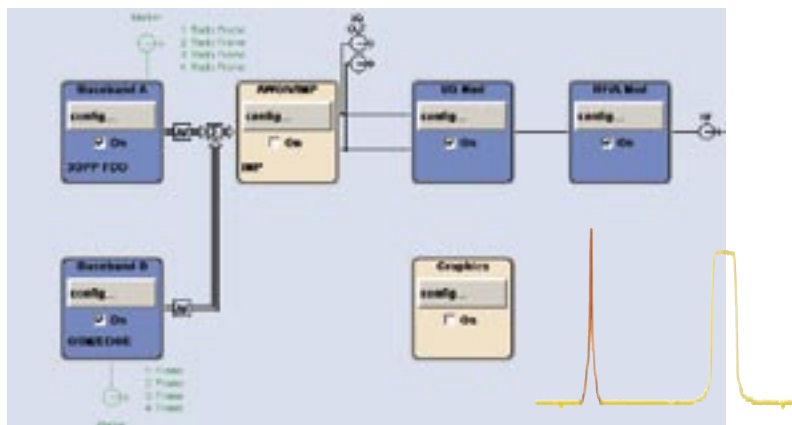 Marker
1 Radio Frame
2 Radio Frame
3 Radio Frame
4 Radio Frame
Baseband A
config...
On
3GPP FDD
AWGN/IMP
config...
On
IMP
I/Q Mod
config...
On
RF/A Mod
config...
On
Baseband B
config...
On
GSM/EDGE
Graphics
config...
On
1 Frame
2 Frame
3 Frame
4 Frame
Marker